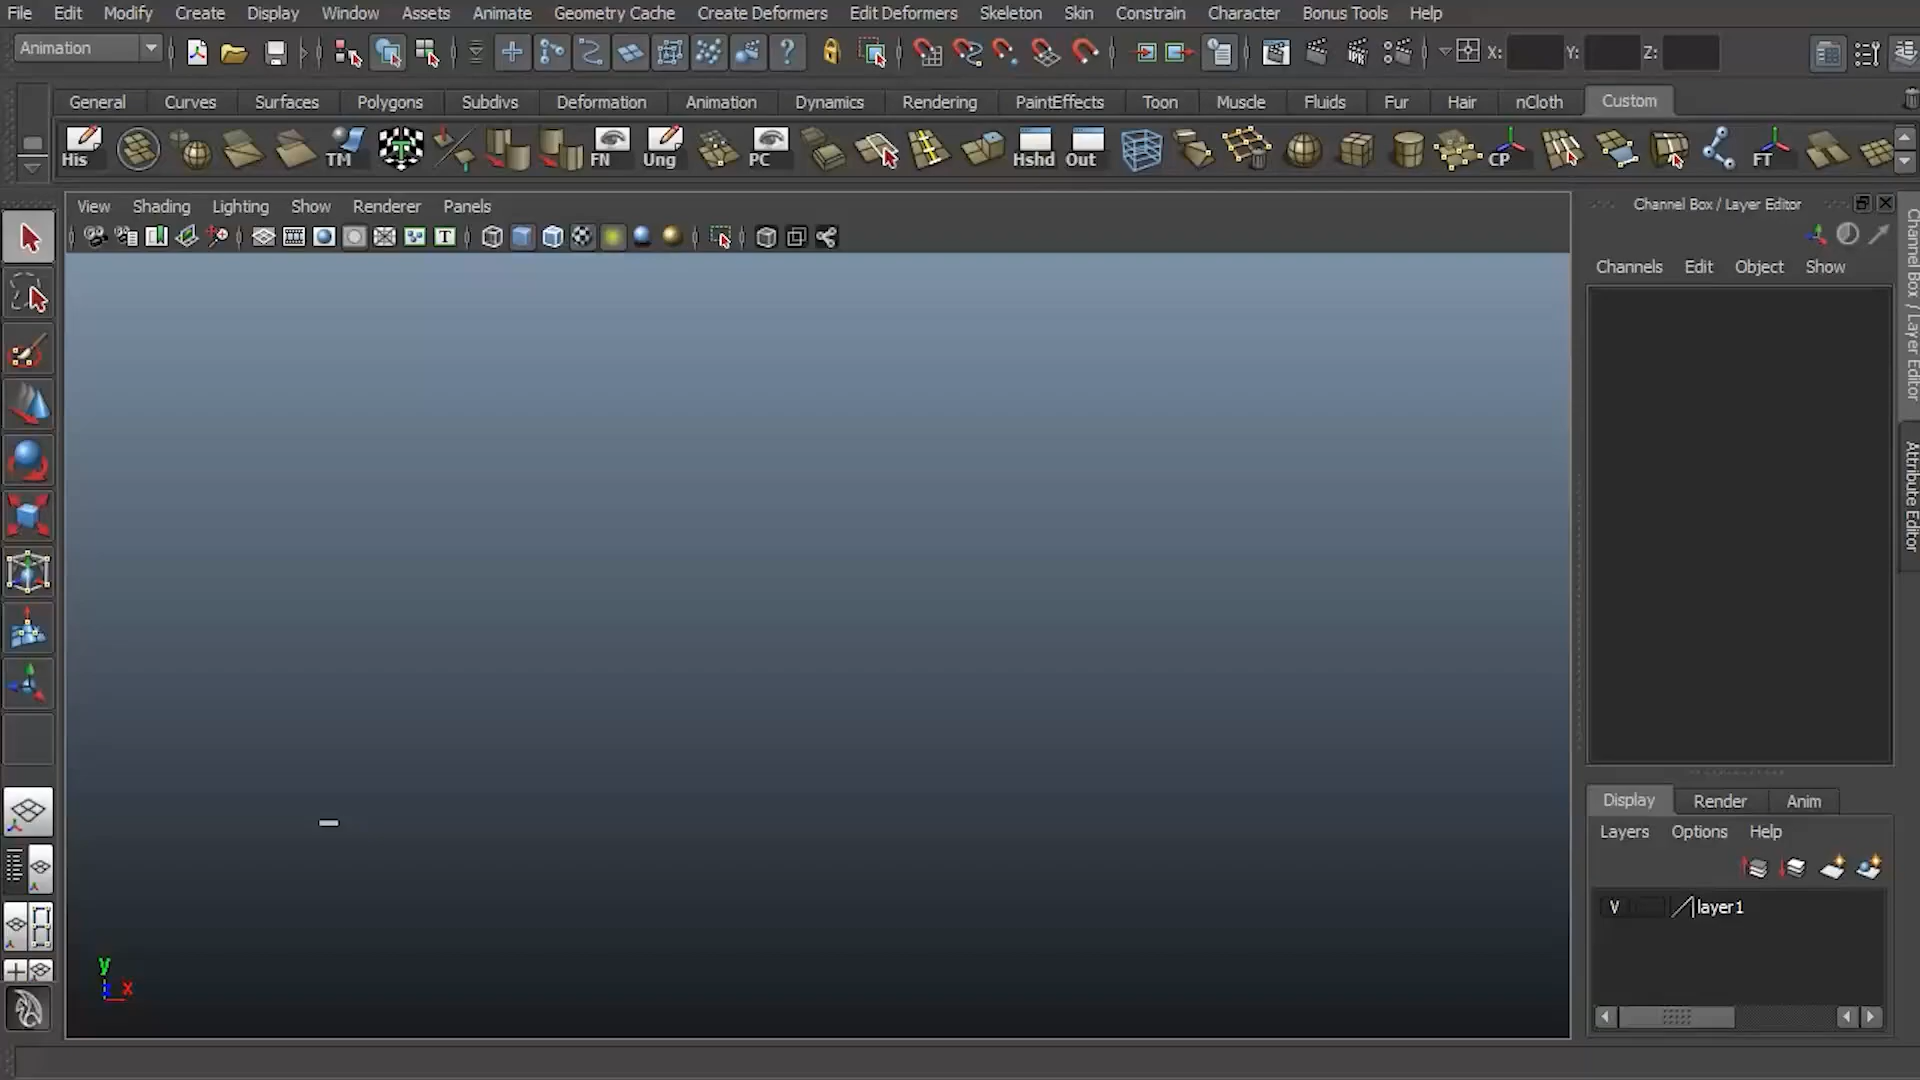 File Edit Modify Create Display Window Assets Animate Geometry Cache Create Deformers Edit Deformers Skeleton Skin Constrain Character Bonus Tools Help
Animation X: Y: Z:
General Curves Surfaces Polygons Subdivs Deformation Animation Dynamics Rendering PaintEffects Toon Muscle Fluids Fur Hair nCloth Custom
His TM FN Ung PC Hshd Out CP FT
View Shading Lighting Show Renderer Panels
Channel Box / Layer Editor
Channels Edit Object Show
Channel Box / Layer Editor
Attribute Editor
Display Render Anim
Layers Options Help
V layer1
y
x